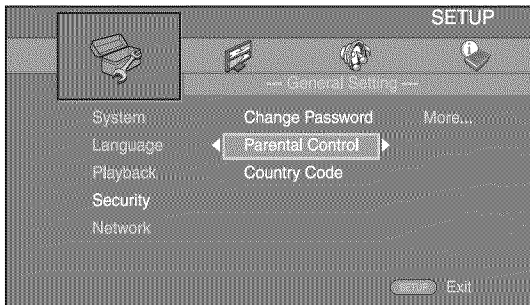 SETUP
--- General Setting ---
System Change Password More...
Language Parental Control
Playback Country Code
Security
Network
SETUP Exit